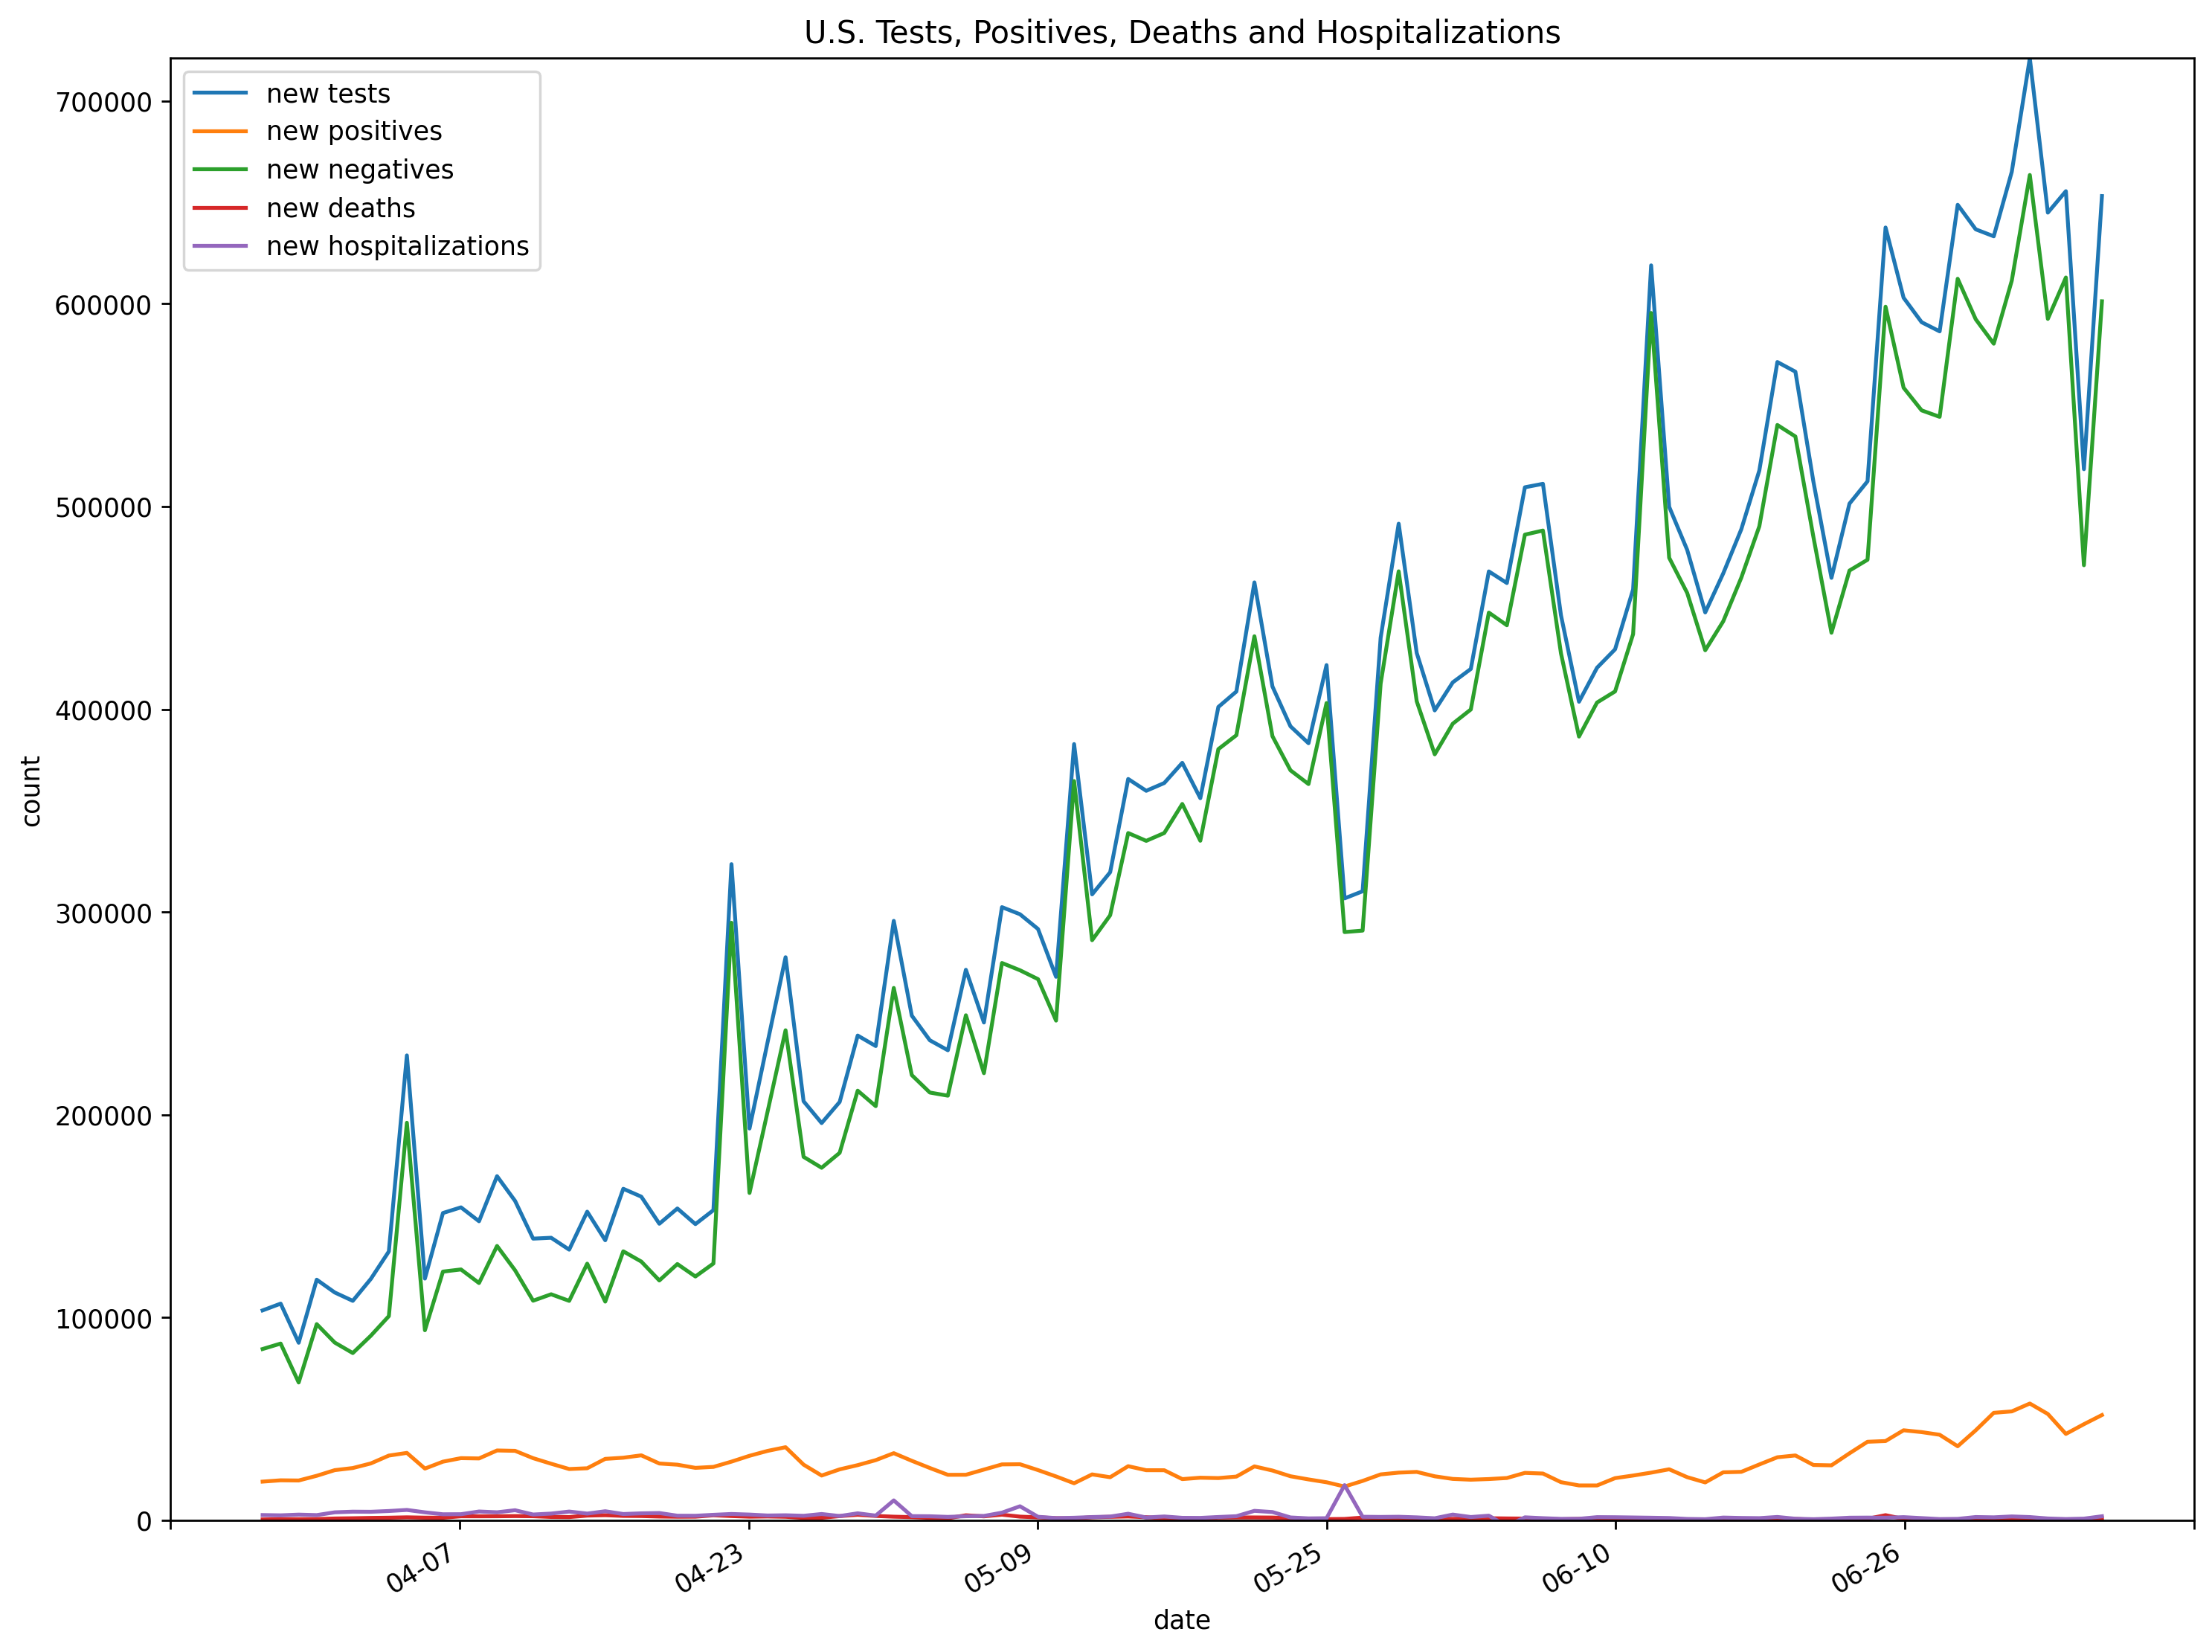 U.S. Tests, Positives, Deaths and Hospitalizations
new tests
new positives
new negatives
new deaths
new hospitalizations
700000
600000
500000
400000
300000
200000
100000
0
count
04-07
04-23
05-09
05-25
06-10
06-26
date